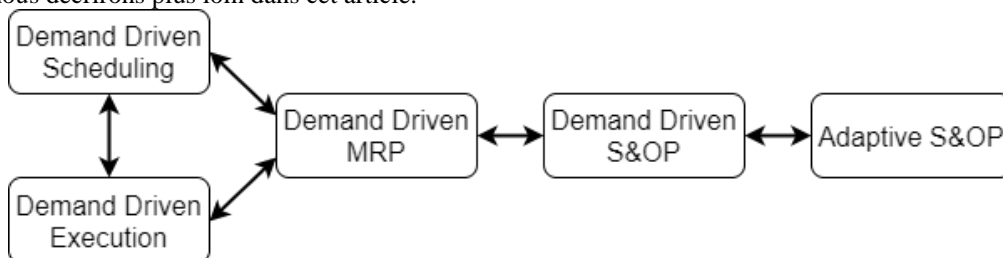 nous décrirons plus loin dans cet article.
Demand Driven
Scheduling
Demand Driven
MRP
Demand Driven
S&OP
Adaptive S&OP
Demand Driven
Execution